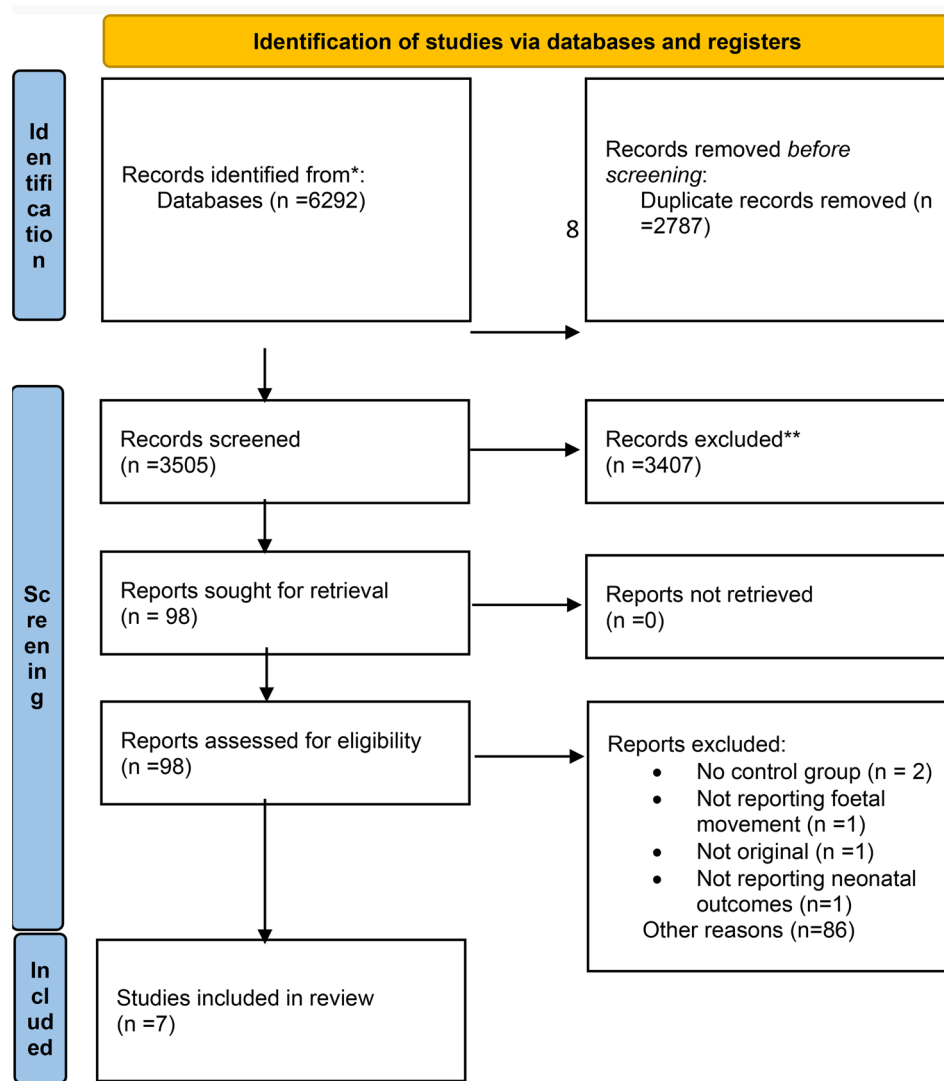 Identification of studies via databases and registers
Id
en
tifi
ca
tio
n
Records identified from*:
Databases (n =6292)
8
Records removed before
screening:
Duplicate records removed (n
=2787)
Sc
re
en
in
g
Records screened
(n =3505)
Records excluded**
(n =3407)
Reports sought for retrieval
(n = 98)
Reports not retrieved
(n =0)
Reports assessed for eligibility
(n =98)
Reports excluded:
• No control group (n = 2)
• Not reporting foetal
movement (n =1)
• Not original (n =1)
• Not reporting neonatal
outcomes (n=1)
Other reasons (n=86)
In
cl
ud
ed
Studies included in review
(n =7)